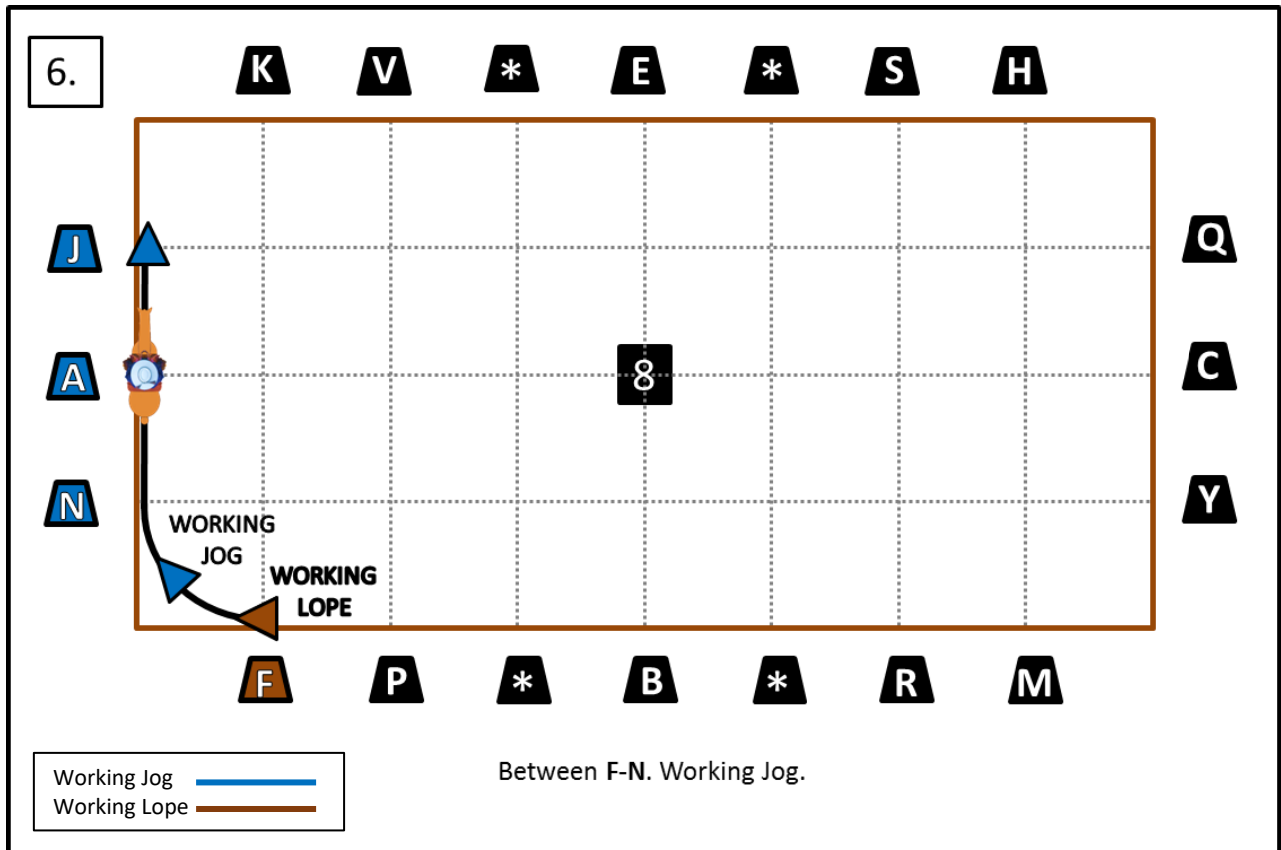 6.
K V * E * S H
J Q
A 8 C
N Y
WORKING
JOG
WORKING
LOPE
F P * B * R M
Working Jog
Working Lope
Between F-N. Working Jog.